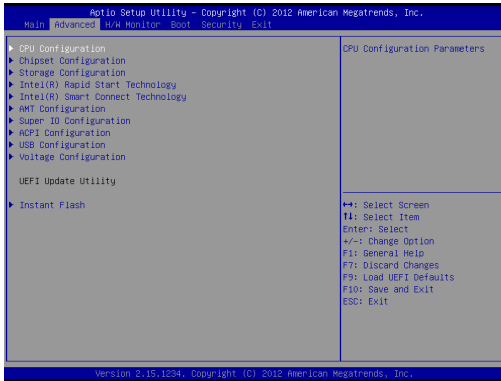 Aptio Setup Utility – Copyright (C) 2012 American Megatrends, Inc.
Main Advanced H/W Monitor Boot Security Exit
▶ CPU Configuration
▶ Chipset Configuration
▶ Storage Configuration
▶ Intel(R) Rapid Start Technology
▶ Intel(R) Smart Connect Technology
▶ AMT Configuration
▶ Super IO Configuration
▶ ACPI Configuration
▶ USB Configuration
▶ Voltage Configuration
UEFI Update Utility
▶ Instant Flash
CPU Configuration Parameters
↔: Select Screen
↑↓: Select Item
Enter: Select
+/-: Change Option
F1: General Help
F7: Discard Changes
F9: Load UEFI Defaults
F10: Save and Exit
ESC: Exit
Version 2.15.1234. Copyright (C) 2012 American Megatrends, Inc.